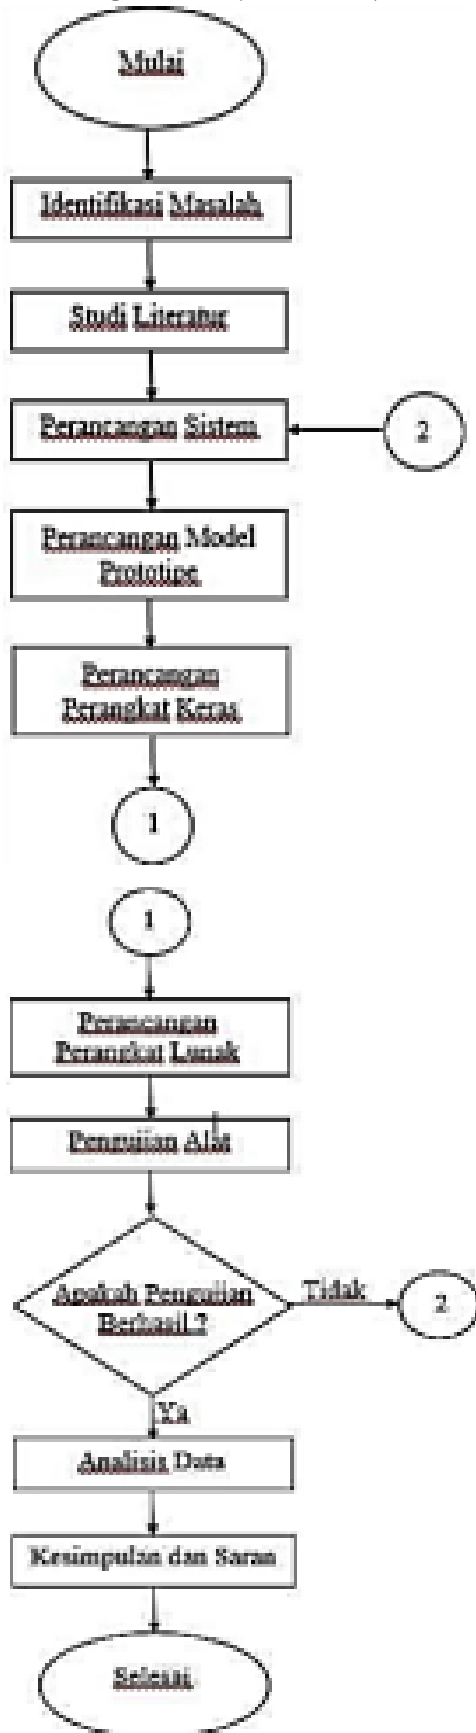 Mulai
Identifikasi Masalah
Studi Literatur
Perancangan Sistem
2
Perancangan Model
Prototipe
Perancangan
Perangkat Keras
1
1
Perancangan
Perangkat Lunak
Pengujian Alat
Apakah Pengujian
Berhasil ?
Tidak
2
Ya
Analisis Data
Kesimpulan dan Saran
Selesai